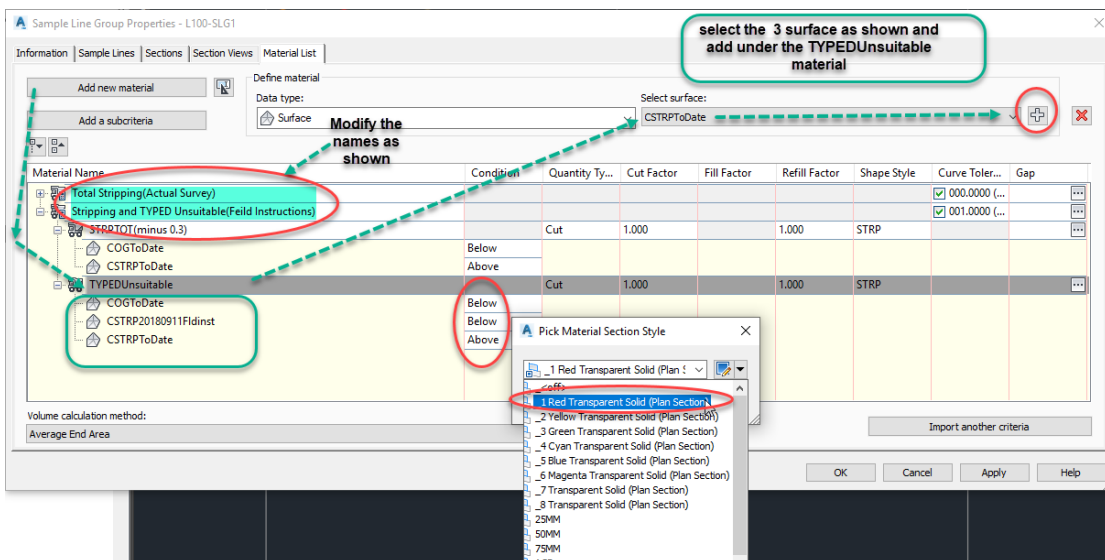 Sample Line Group Properties - L100-SLG1
select the 3 surface as shown and
add under the TYPEDUnsuitable
material
Information Sample Lines Sections Section Views Material List
Add new material
Define material
Data type:
Select surface:
Surface
CSTRPToDate
Add a subcriteria
Modify the
names as
shown
Material Name Condition Quantity Ty... Cut Factor Fill Factor Refill Factor Shape Style Curve Toler... Gap
Total Stripping(Actual Survey) 000.0000 (... ...
Stripping and TYPED Unsuitable(Feild Instructions) 001.0000 (... ...
STRPTOT(minus 0.3) Cut 1.000 1.000 STRP ...
COGToDate Below
CSTRPToDate Above
TYPEDUnsuitable Cut 1.000 1.000 STRP ...
COGToDate Below
CSTRP20180911FIdinst Below
CSTRPToDate Above
Pick Material Section Style
_1 Red Transparent Solid (Plan S
_<off>
_1 Red Transparent Solid (Plan Section)
_2 Yellow Transparent Solid (Plan Section)
_3 Green Transparent Solid (Plan Section)
_4 Cyan Transparent Solid (Plan Section)
_5 Blue Transparent Solid (Plan Section)
_6 Magenta Transparent Solid (Plan Section)
_7 Transparent Solid (Plan Section)
_8 Transparent Solid (Plan Section)
25MM
50MM
75MM
Volume calculation method:
Average End Area
Import another criteria
OK Cancel Apply Help